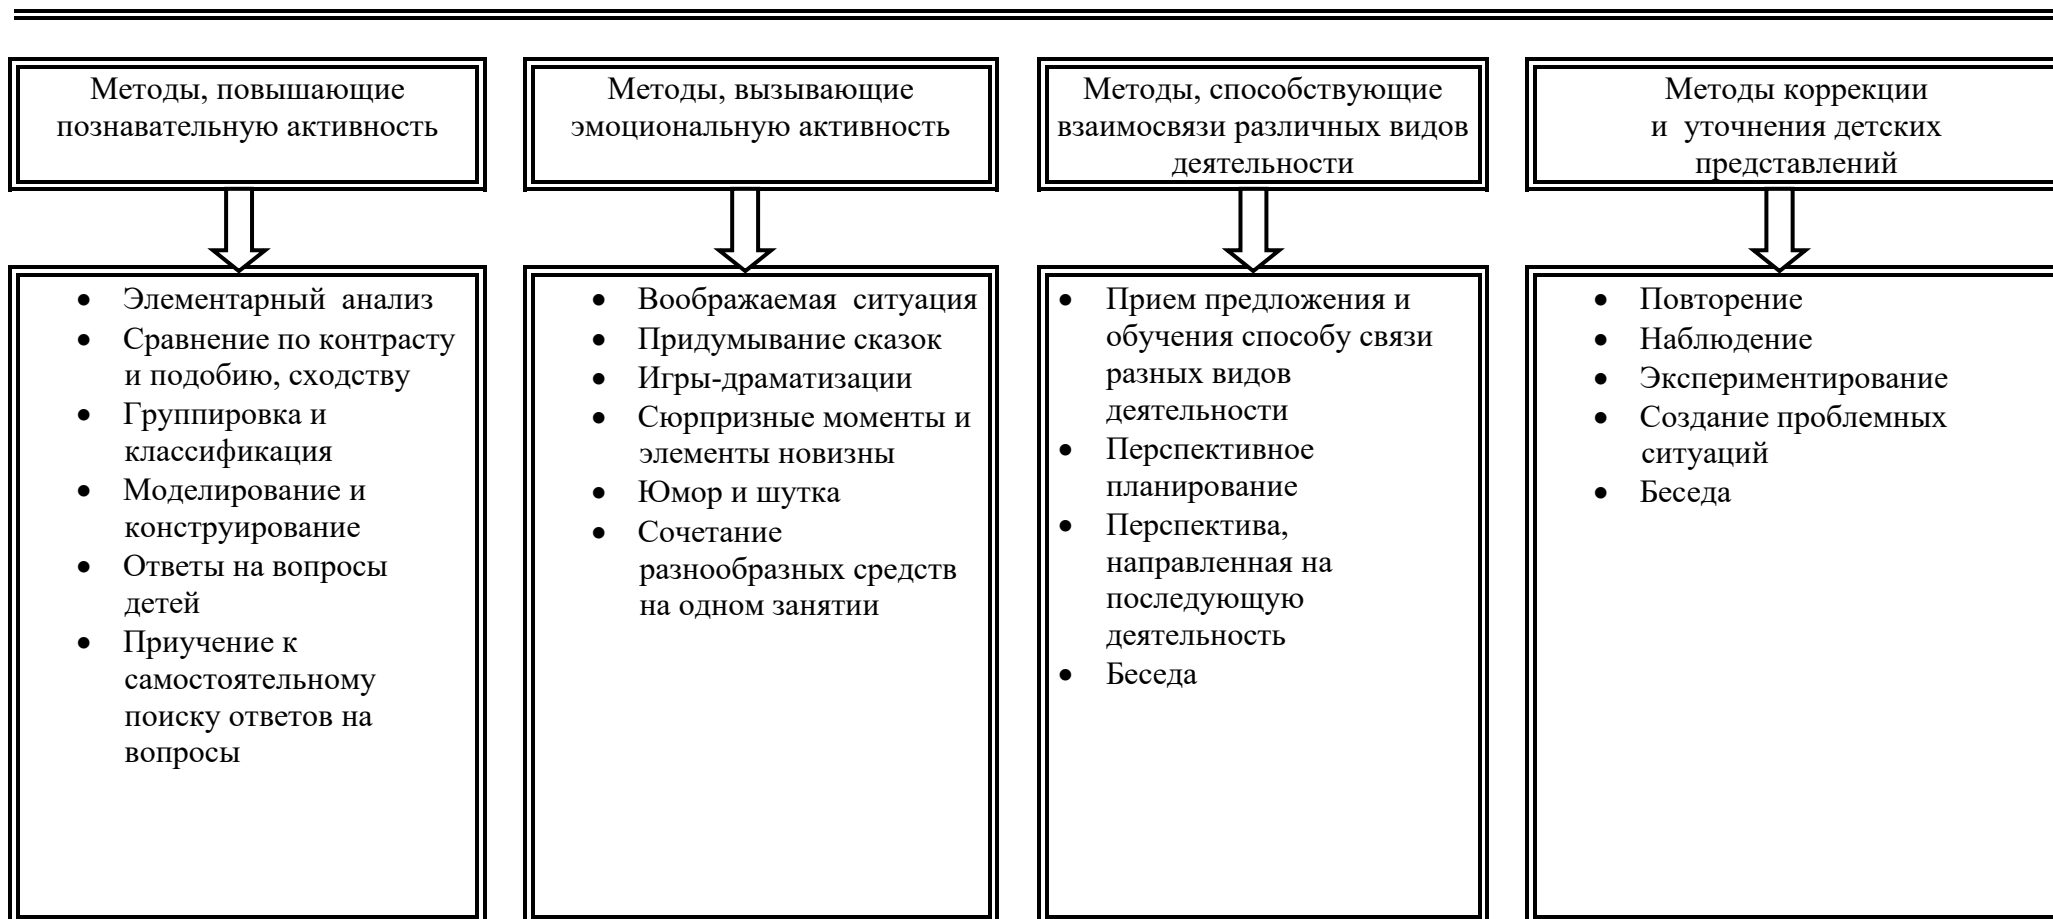 Методы, повышающие
познавательную активность
Методы, вызывающие
эмоциональную активность
Методы, способствующие
взаимосвязи различных видов
деятельности
Методы коррекции
и уточнения детских
представлений
• Элементарный анализ
• Сравнение по контрасту
и подобию, сходству
• Группировка и
классификация
• Моделирование и
конструирование
• Ответы на вопросы
детей
• Приучение к
самостоятельному
поиску ответов на
вопросы
• Воображаемая ситуация
• Придумывание сказок
• Игры-драматизации
• Сюрпризные моменты и
элементы новизны
• Юмор и шутка
• Сочетание
разнообразных средств
на одном занятии
• Прием предложения и
обучения способу связи
разных видов
деятельности
• Перспективное
планирование
• Перспектива,
направленная на
последующую
деятельность
• Беседа
• Повторение
• Наблюдение
• Экспериментирование
• Создание проблемных
ситуаций
• Беседа